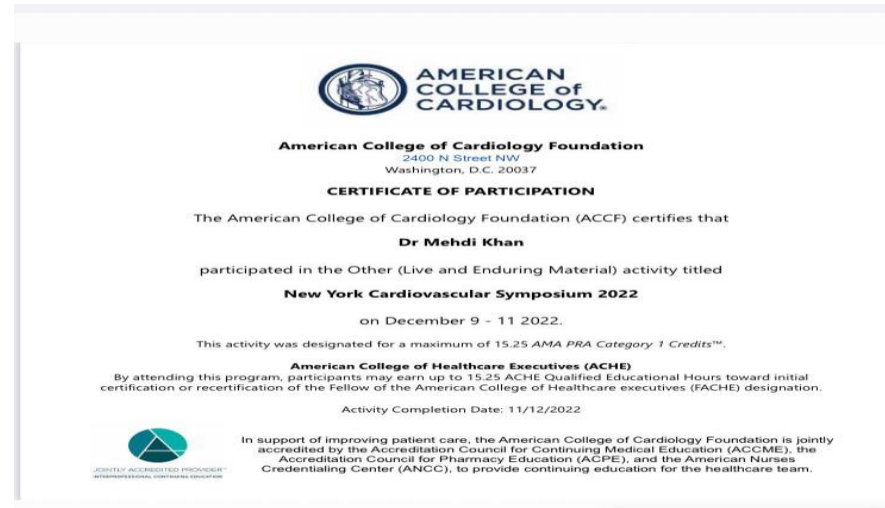 AMERICAN
COLLEGE of
CARDIOLOGY®
American College of Cardiology Foundation
2400 N Street NW
Washington, D.C. 20037
CERTIFICATE OF PARTICIPATION
The American College of Cardiology Foundation (ACCF) certifies that
Dr Mehdi Khan
participated in the Other (Live and Enduring Material) activity titled
New York Cardiovascular Symposium 2022
on December 9 - 11 2022.
This activity was designated for a maximum of 15.25 AMA PRA Category 1 Credits™.
American College of Healthcare Executives (ACHE)
By attending this program, participants may earn up to 15.25 ACHE Qualified Educational Hours toward initial
certification or recertification of the Fellow of the American College of Healthcare executives (FACHE) designation.
Activity Completion Date: 11/12/2022
JOINTLY ACCREDITED PROVIDER™
INTERPROFESSIONAL CONTINUING EDUCATION
In support of improving patient care, the American College of Cardiology Foundation is jointly
accredited by the Accreditation Council for Continuing Medical Education (ACCME), the
Accreditation Council for Pharmacy Education (ACPE), and the American Nurses
Credentialing Center (ANCC), to provide continuing education for the healthcare team.